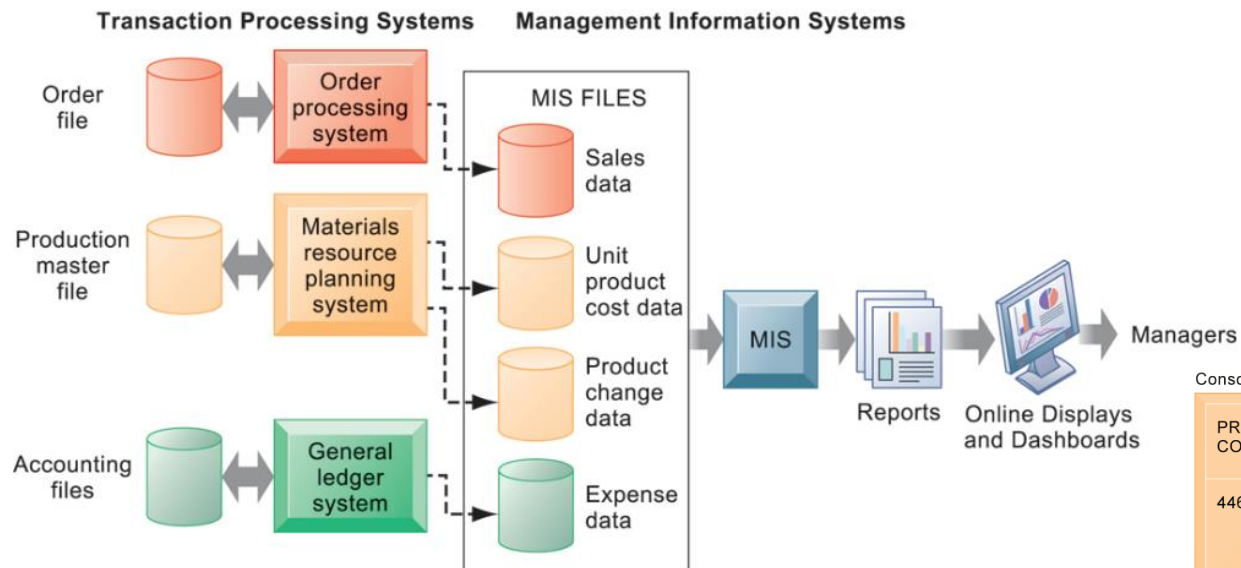 Transaction Processing Systems
Management Information Systems
Order
file
Order
processing
system
MIS FILES
Sales
data
Production
master
file
Materials
resource
planning
system
Unit
product
cost data
Product
change
data
Accounting
files
General
ledger
system
Expense
data
MIS
Reports
Online Displays
and Dashboards
Managers